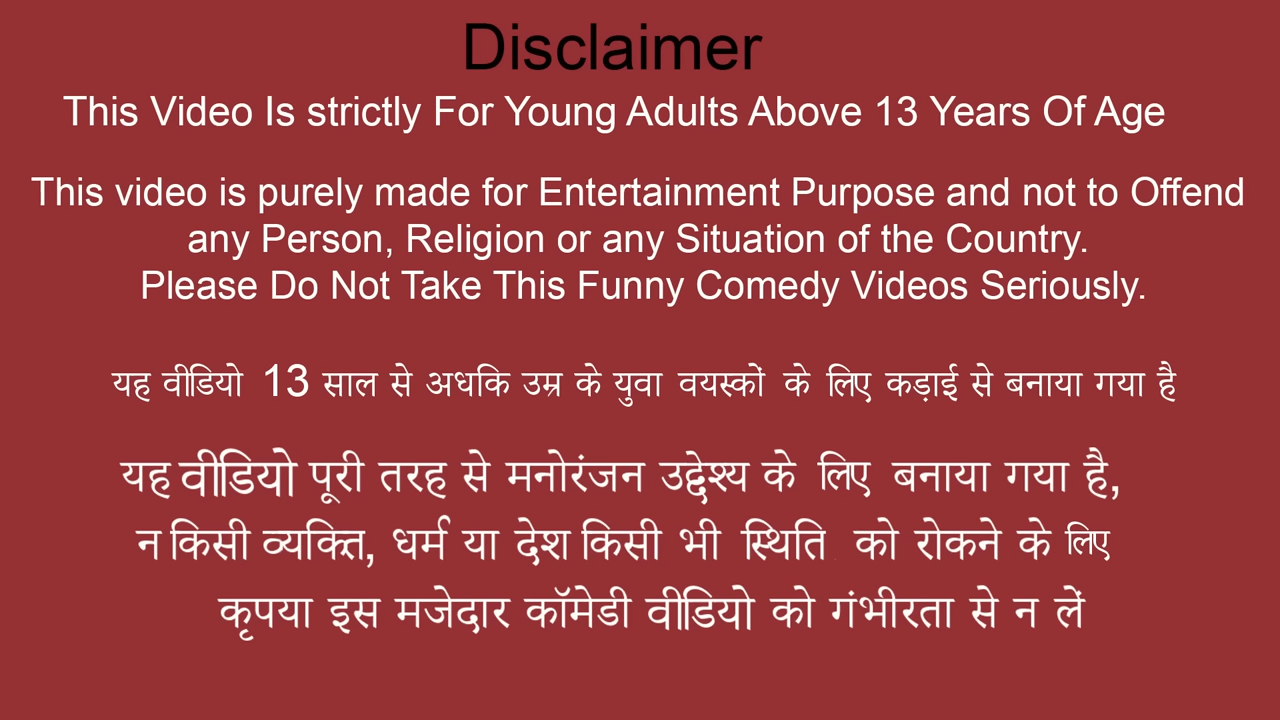 Disclaimer
This Video Is strictly For Young Adults Above 13 Years Of Age
This video is purely made for Entertainment Purpose and not to Offend
any Person, Religion or any Situation of the Country.
Please Do Not Take This Funny Comedy Videos Seriously.
यह वीडियो 13 साल से अधकि उम्र के युवा वयस्कों के लिए कड़ाई से बनाया गया है
यह वीडियो पूरी तरह से मनोरंजन उद्देश्य के लिए बनाया गया है,
न किसी व्यक्ति, धर्म या देश किसी भी स्थिति को रोकने के लिए
कृपया इस मजेदार कॉमेडी वीडियो को गंभीरता से न लें